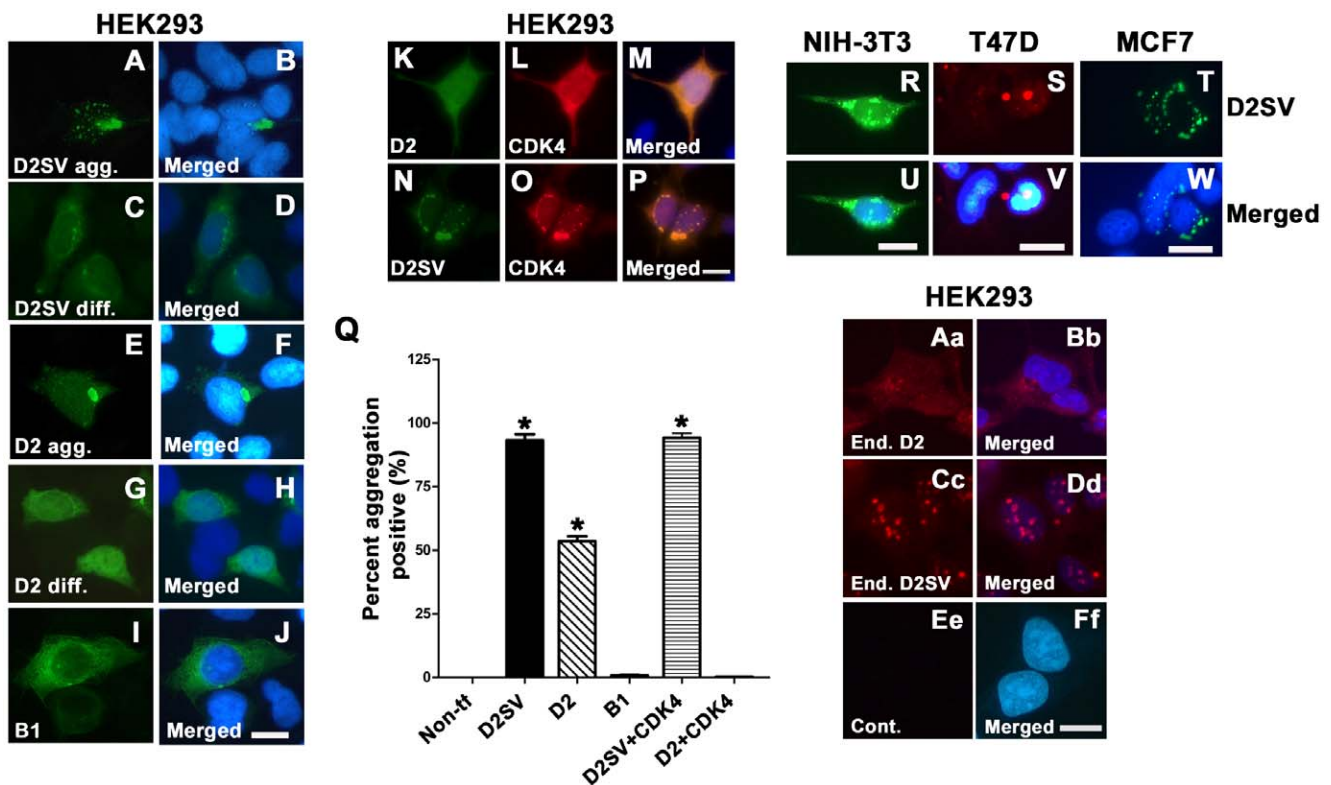 HEK293
A
B
D2SV agg.
Merged
C
D
D2SV diff.
Merged
E
F
D2 agg.
Merged
G
H
D2 diff.
Merged
I
J
B1
Merged
HEK293
K
L
M
D2
CDK4
Merged
N
O
P
D2SV
CDK4
Merged
NIH-3T3
T47D
MCF7
R
S
T
D2SV
U
V
W
Merged
Q
Percent aggregation
positive (%)
125
100
75
50
25
0
*
*
*
Non-tf
D2SV
D2
B1
D2SV+CDK4
D2+CDK4
HEK293
Aa
Bb
End. D2
Merged
Cc
Dd
End. D2SV
Merged
Ee
Ff
Cont.
Merged